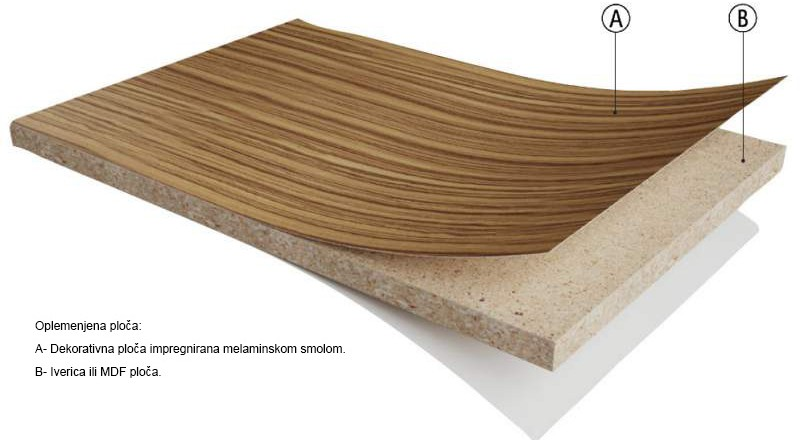 A B
Oplemenjena ploča:
A- Dekorativna ploča impregnirana melaminskom smolom.
B- Iverica ili MDF ploča.